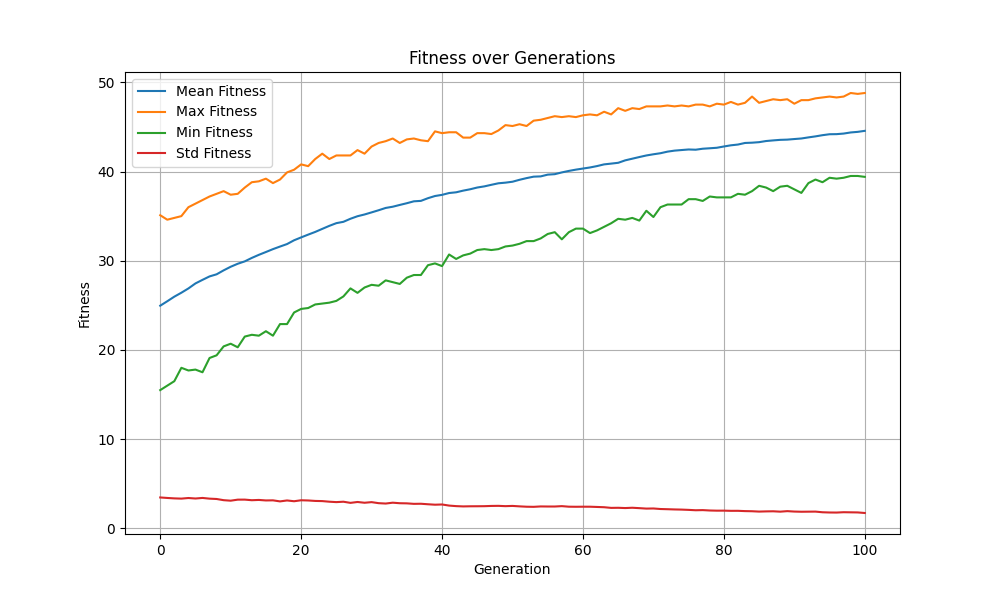 Fitness over Generations
50
40
30
20
10
0
Fitness
Mean Fitness
Max Fitness
Min Fitness
Std Fitness
0 20 40 60 80 100
Generation